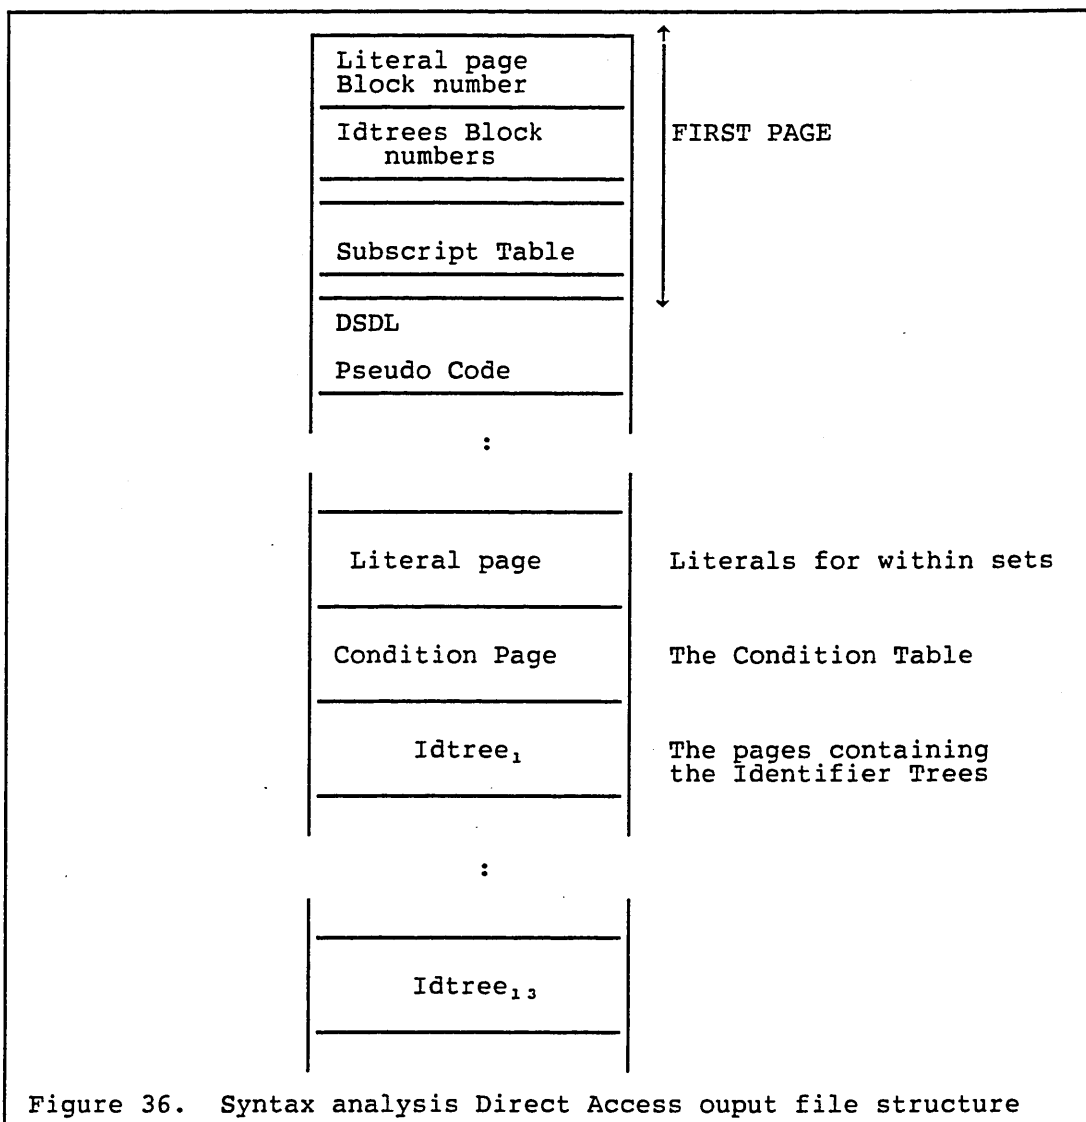 Literal page
Block number
Idtrees Block
numbers
FIRST PAGE
Subscript Table
DSDL
Pseudo Code
:
Literal page
Literals for within sets
Condition Page
The Condition Table
Idtree₁
The pages containing
the Identifier Trees
:
Idtree₁₃
Figure 36. Syntax analysis Direct Access ouput file structure